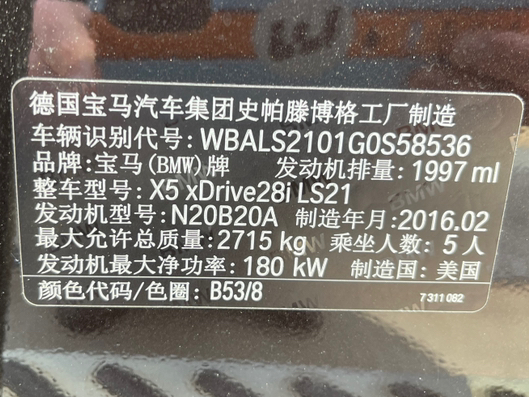 德国宝马汽车集团史帕滕博格工厂制造
车辆识别代号: WBALS2101G0S58536
品牌: 宝马(BMW)牌 发动机排量: 1997 ml
整车型号: X5 xDrive28i LS21
发动机型号: N20B20A 制造年月: 2016.02
最大允许总质量: 2715 kg 乘坐人数: 5 人
发动机最大净功率: 180 kW 制造国: 美国
颜色代码/色圈: B53/8 7 311 082